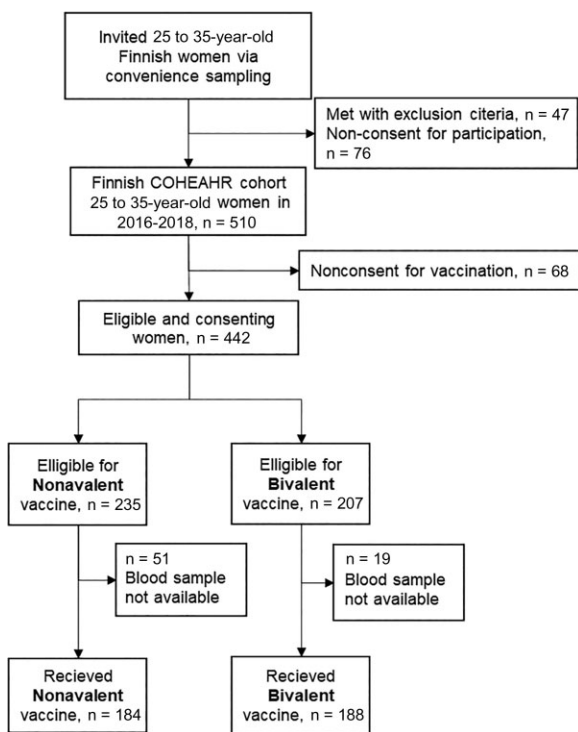 Invited 25 to 35-year-old
Finnish women via
convenience sampling
Met with exclusion citeria, n = 47
Non-consent for participation,
n = 76
Finnish COHEAHR cohort
25 to 35-year-old women in
2016-2018, n = 510
Nonconsent for vaccination, n = 68
Eligible and consenting
women, n = 442
Elligible for
Nonavalent
vaccine, n = 235
Elligible for
Bivalent
vaccine, n = 207
n = 51
Blood sample
not available
n = 19
Blood sample
not available
Recieved
Nonavalent
vaccine, n = 184
Recieved
Bivalent
vaccine, n = 188